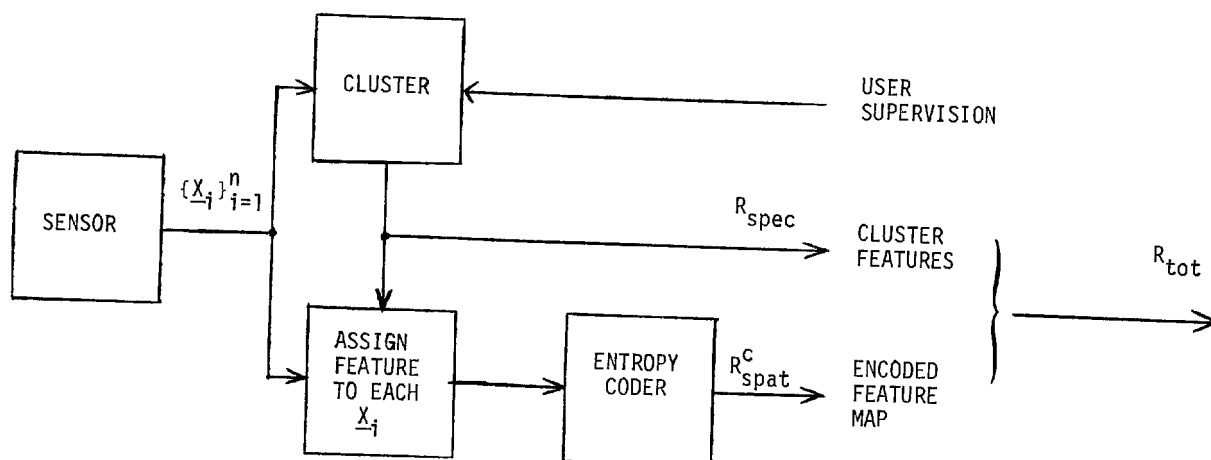 CLUSTER
USER
SUPERVISION
SENSOR
{X_i}^n_{i=1}
R_spec
CLUSTER
FEATURES
R_tot
ASSIGN
FEATURE
TO EACH
X_i
ENTROPY
CODER
R^c_spat
ENCODED
FEATURE
MAP